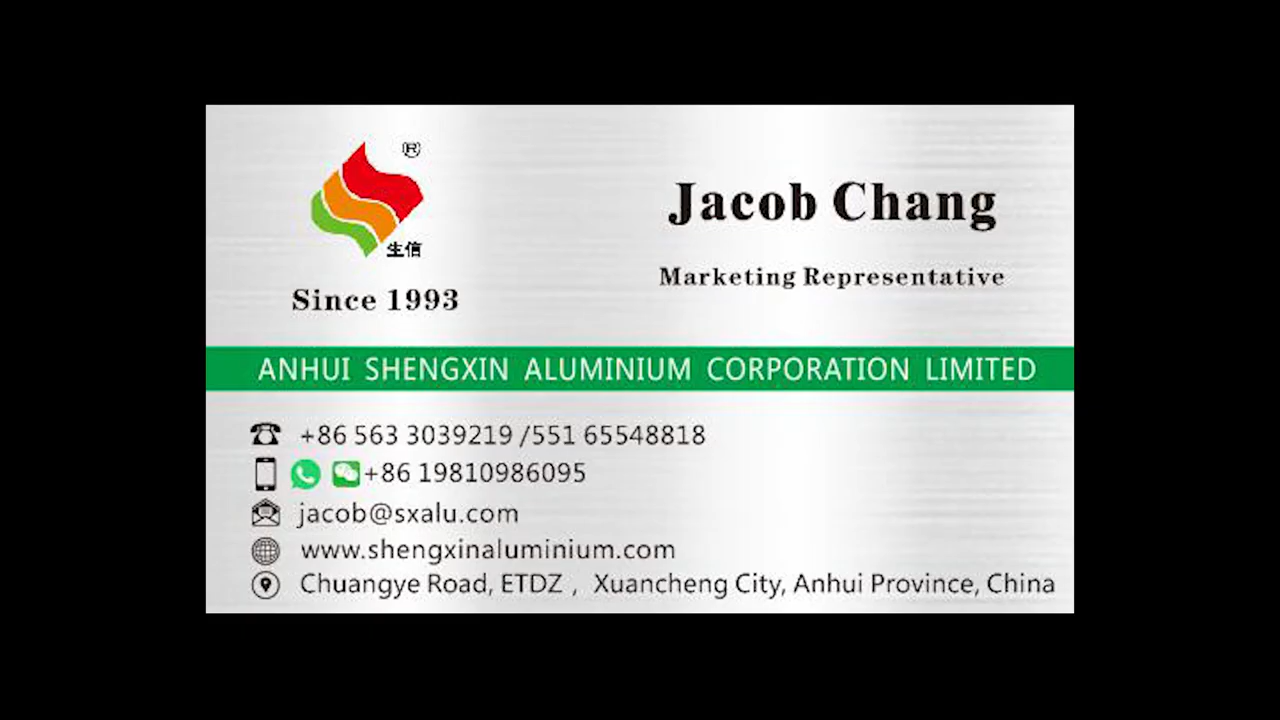 ®
生信
Since 1993
Jacob Chang
Marketing Representative
ANHUI SHENGXIN ALUMINIUM CORPORATION LIMITED
+86 563 3039219 /551 65548818
+86 19810986095
jacob@sxalu.com
www.shengxinaluminium.com
Chuangye Road, ETDZ , Xuancheng City, Anhui Province, China